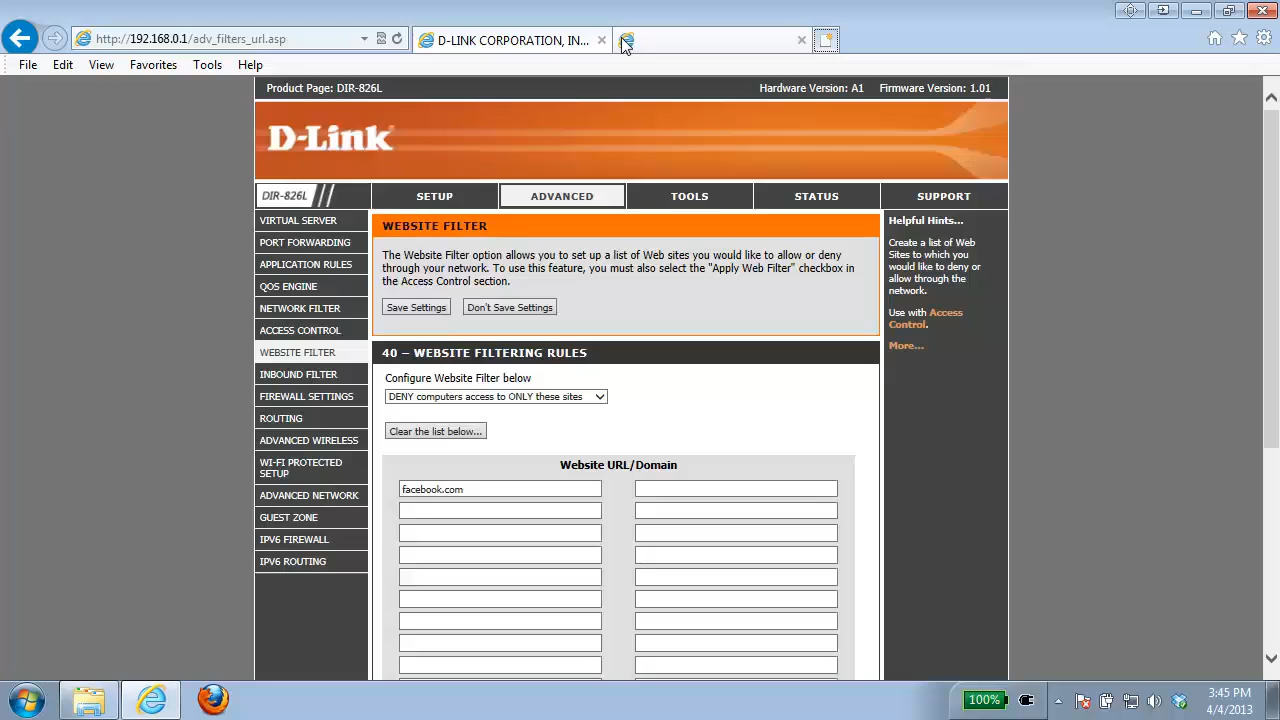 http://192.168.0.1/adv_filters_url.asp
D-LINK CORPORATION, IN...
File Edit View Favorites Tools Help
Product Page: DIR-826L Hardware Version: A1 Firmware Version: 1.01
D-Link
DIR-826L SETUP ADVANCED TOOLS STATUS SUPPORT
VIRTUAL SERVER
PORT FORWARDING
APPLICATION RULES
QOS ENGINE
NETWORK FILTER
ACCESS CONTROL
WEBSITE FILTER
INBOUND FILTER
FIREWALL SETTINGS
ROUTING
ADVANCED WIRELESS
WI-FI PROTECTED
SETUP
ADVANCED NETWORK
GUEST ZONE
IPV6 FIREWALL
IPV6 ROUTING
WEBSITE FILTER
The Website Filter option allows you to set up a list of Web sites you would like to allow or deny
through your network. To use this feature, you must also select the "Apply Web Filter" checkbox in
the Access Control section.
Save Settings Don't Save Settings
40 – WEBSITE FILTERING RULES
Configure Website Filter below
DENY computers access to ONLY these sites
Clear the list below...
Website URL/Domain
facebook.com
Helpful Hints...
Create a list of Web
Sites to which you
would like to deny or
allow through the
network.
Use with Access
Control.
More...
100%
3:45 PM
4/4/2013